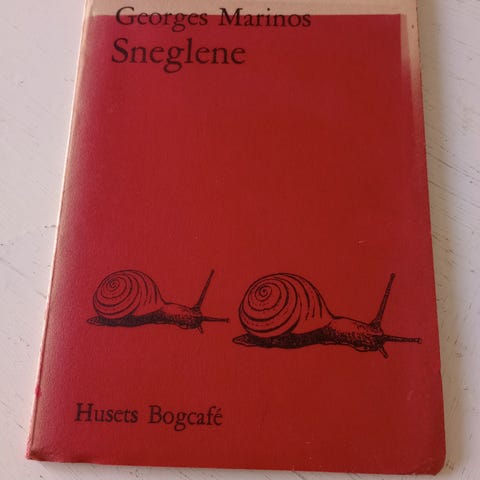 Georges Marinos
Sneglene
Husets Bogcafé